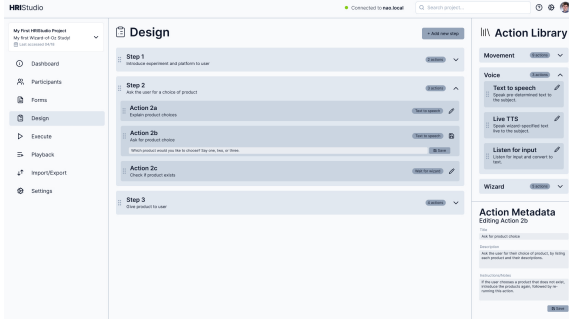 HRIStudio
Connected to nao.local
Search projects...
My First HRIStudio Project
My first Wizard-of-Oz Study!
Last accessed
Dashboard
Participants
Forms
Design
Execute
Playback
Import/Export
Settings
Design
+ Add new step
Step 1
Introduce experiment and platform to user
Step 2
Ask the user for a choice of product
Action 2a
Explain product choices
Text to speech
Action 2b
Ask for product choice
Text to speech
Which product would you like to choose? Say one, two, or three.
Save
Action 2c
Check if product exists
Wait for wizard
Step 3
Give product to user
Action Library
Movement
Voice
Text to speech
Speak pre-determined text to
the subject.
Live TTS
Speak wizard-specified text
live to the subject.
Listen for input
Listen for input and convert to
text.
Wizard
Action Metadata
Editing Action 2b
Title
Ask for product choice
Description
Ask the user for their choice of product, by listing
each product and their descriptions.
Instructions/Notes
If the user chooses a product that does not exist,
introduce the products again, followed by re-
running this action.
Save